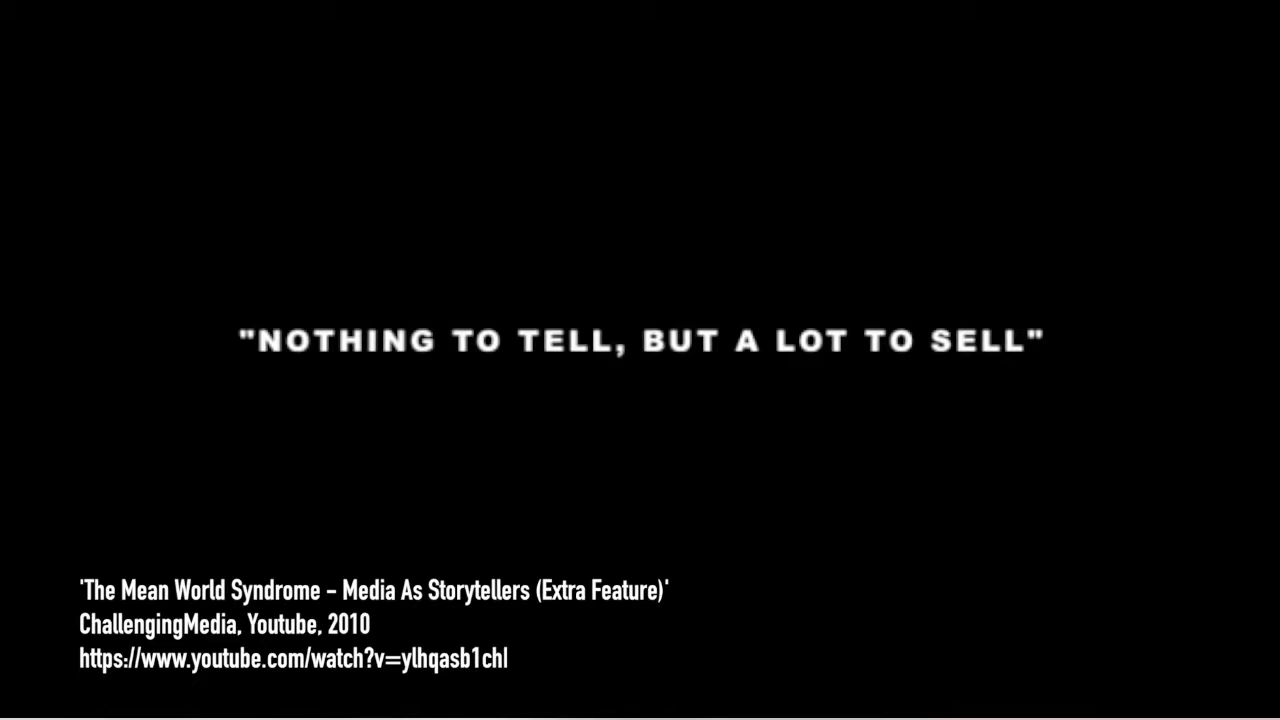 "NOTHING TO TELL, BUT A LOT TO SELL"
'The Mean World Syndrome - Media As Storytellers (Extra Feature)'
ChallengingMedia, Youtube, 2010
https://www.youtube.com/watch?v=ylhqasb1chI